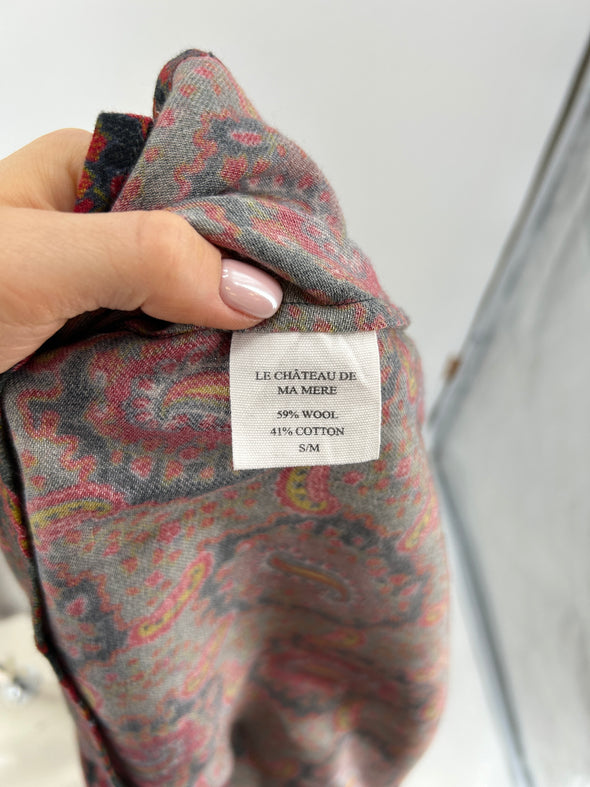 LE CHÂTEAU DE
MA MERE
59% WOOL
41% COTTON
S/M